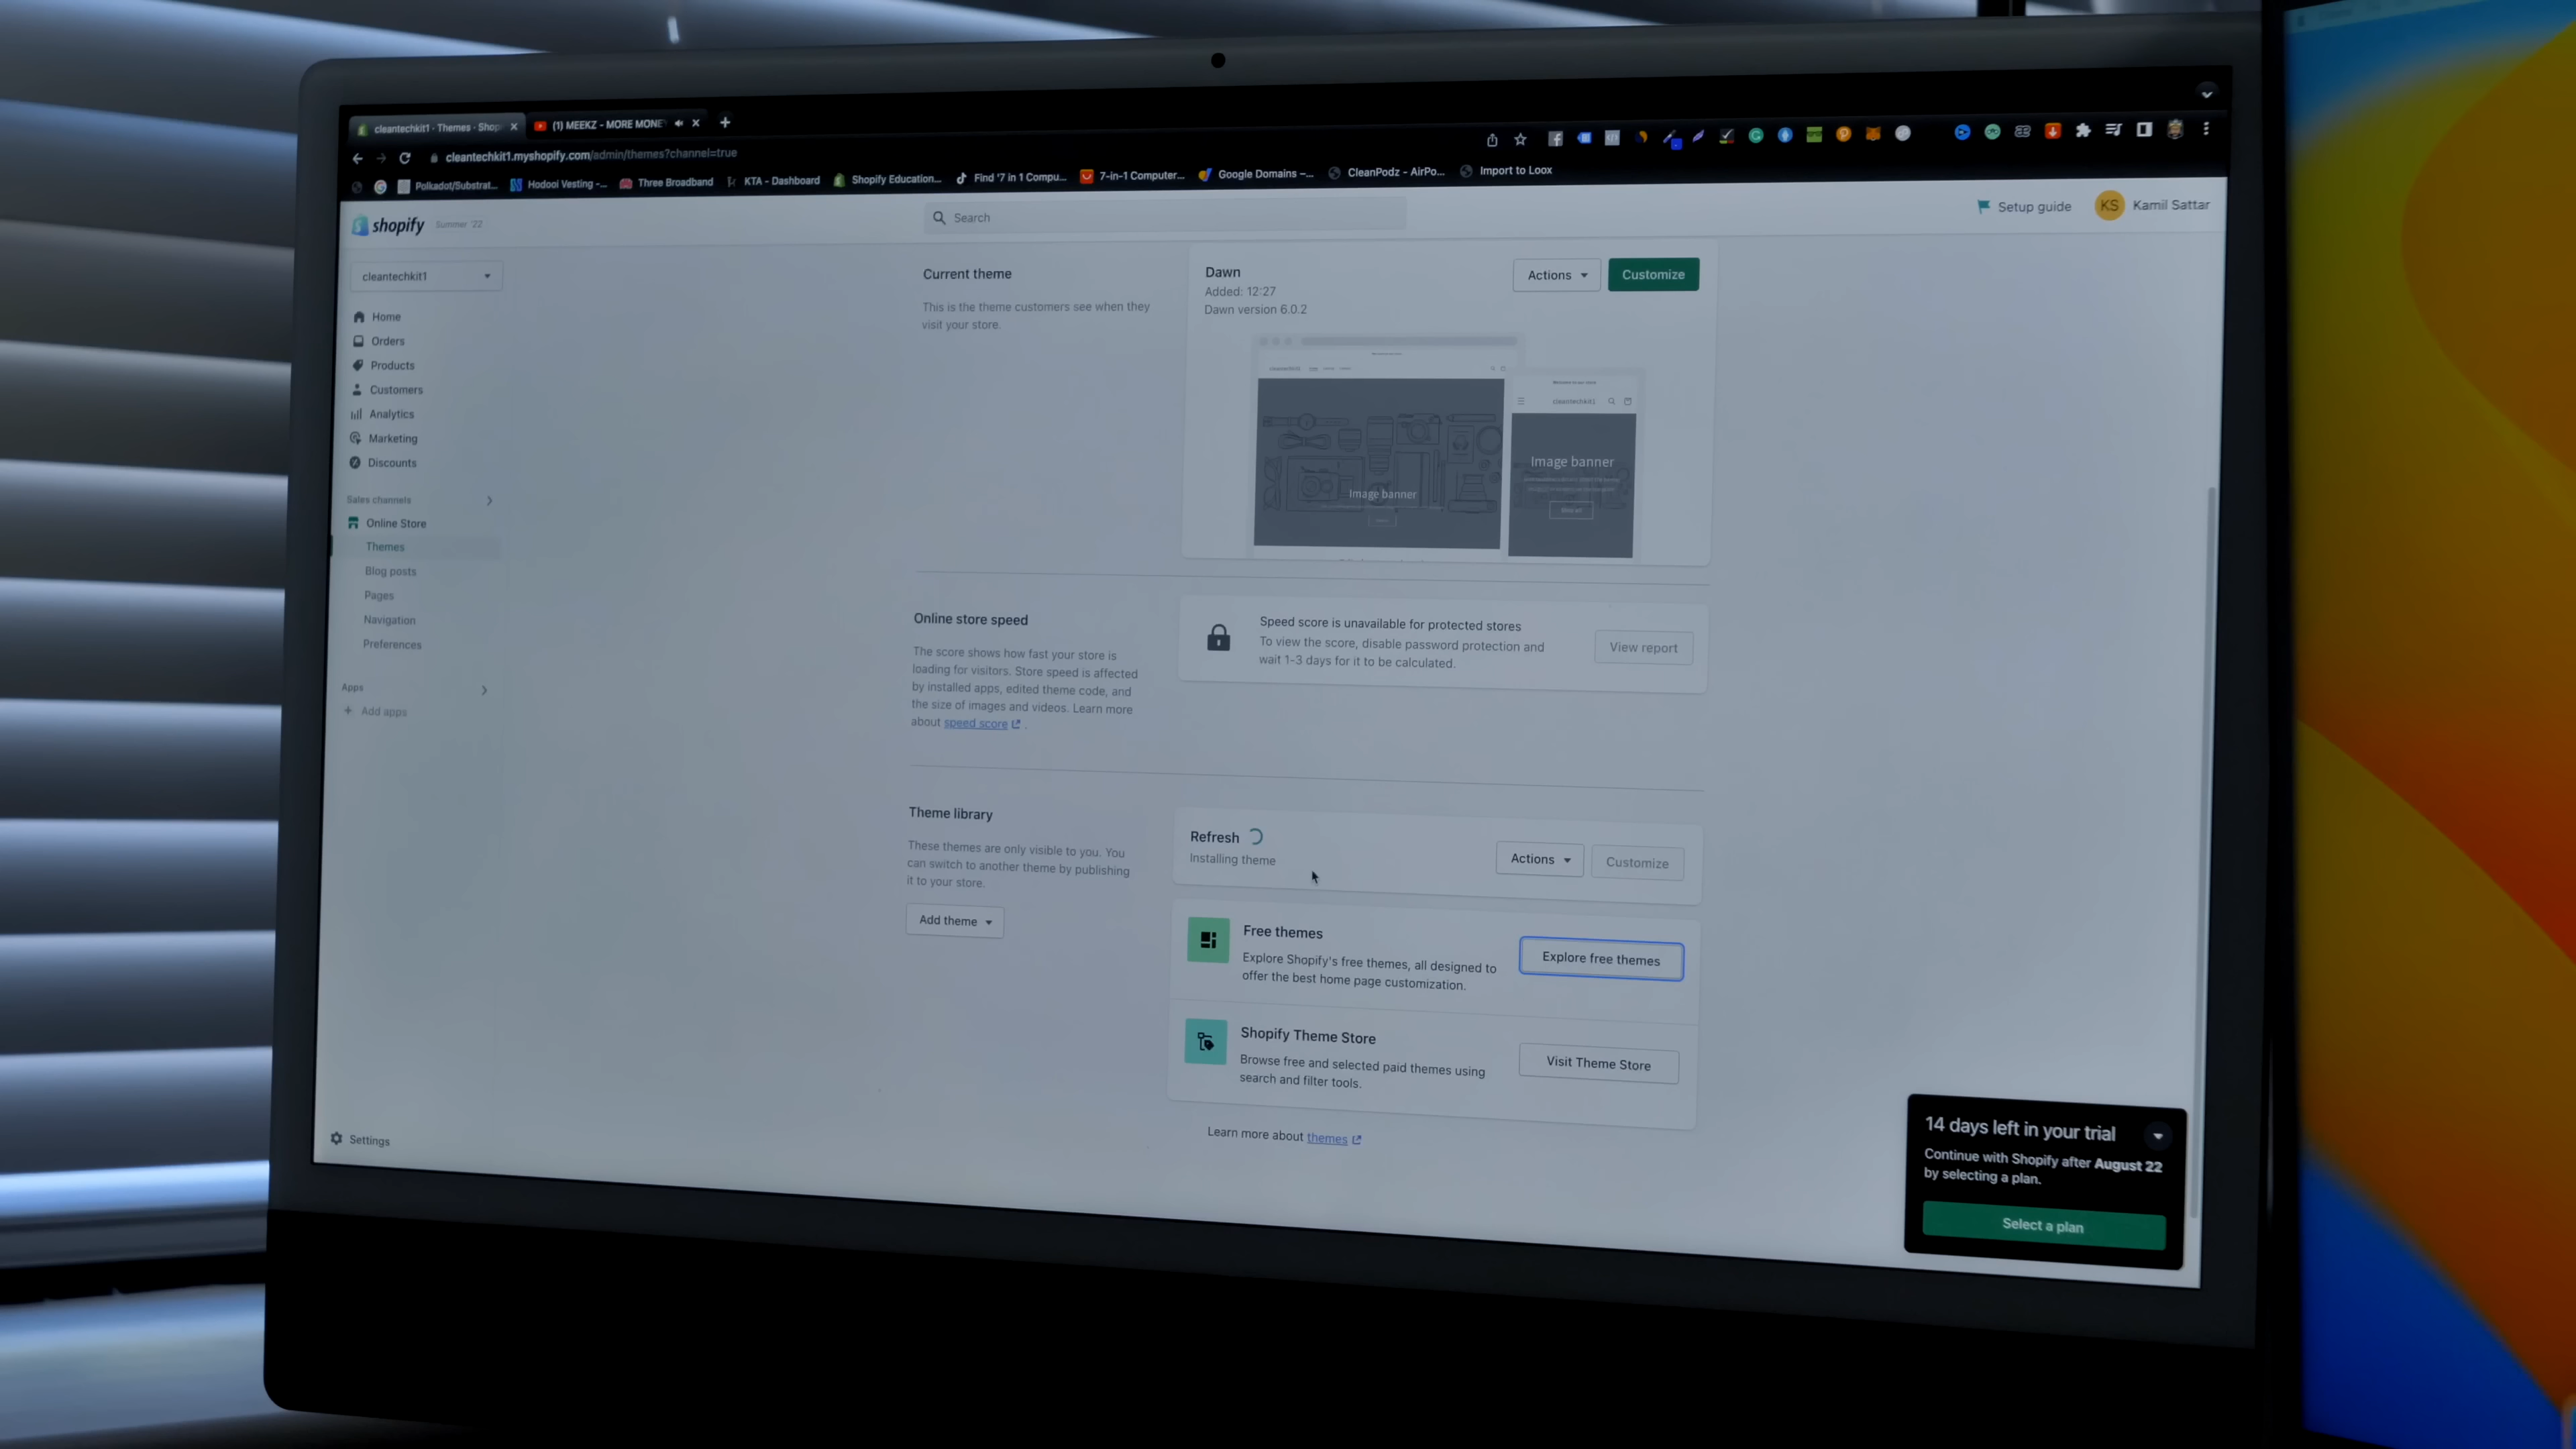 cleantechkit1 - Themes - Shop
(1) MEEKZ - MORE MONE
cleantechkit1.myshopify.com/admin/themes?channel=true
Polkadot/Substrat...
Hodooi Vesting -...
Three Broadband
KTA - Dashboard
Shopify Education...
Find '7 in 1 Compu...
7-in-1 Computer...
Google Domains –...
CleanPodz - AirPo...
Import to Loox
shopify
Summer '22
Search
Setup guide
KS
Kamil Sattar
cleantechkit1
Home
Orders
Products
Customers
Analytics
Marketing
Discounts
Sales channels
Online Store
Themes
Blog posts
Pages
Navigation
Preferences
Apps
Add apps
Settings
Current theme
This is the theme customers see when they
visit your store.
Dawn
Added: 12:27
Dawn version 6.0.2
Actions
Customize
Image banner
cleantechkit1
Image banner
Online store speed
The score shows how fast your store is
loading for visitors. Store speed is affected
by installed apps, edited theme code, and
the size of images and videos. Learn more
about speed score .
Speed score is unavailable for protected stores
To view the score, disable password protection and
wait 1-3 days for it to be calculated.
View report
Theme library
These themes are only visible to you. You
can switch to another theme by publishing
it to your store.
Add theme
Refresh
Installing theme
Actions
Customize
Free themes
Explore Shopify's free themes, all designed to
offer the best home page customization.
Explore free themes
Shopify Theme Store
Browse free and selected paid themes using
search and filter tools.
Visit Theme Store
Learn more about themes
14 days left in your trial
Continue with Shopify after August 22
by selecting a plan.
Select a plan